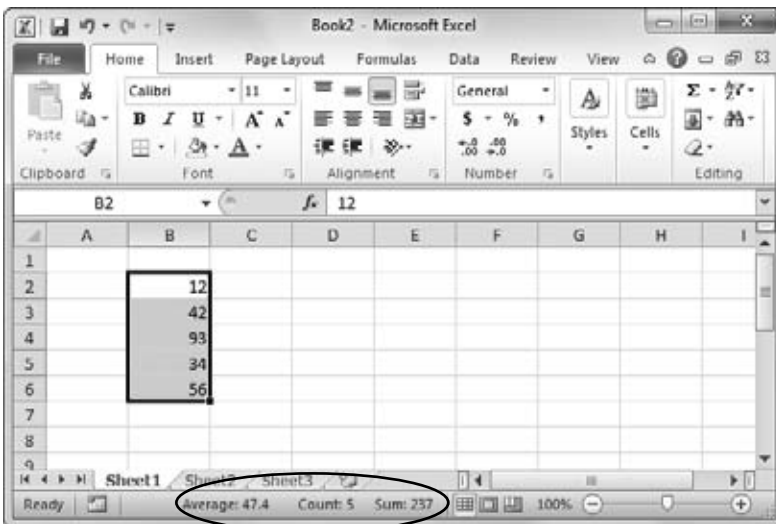 Book2 - Microsoft Excel
File Home Insert Page Layout Formulas Data Review View
Paste
Calibri 11
B I U A A
A
General
$ % ,
.00 .0
Styles
Cells
Σ
Clipboard Font Alignment Number Editing
B2 fx 12
A B C D E F G H I
1
2 12
3 42
4 93
5 34
6 56
7
8
9
Sheet1 Sheet2 Sheet3
Ready Average: 47.4 Count: 5 Sum: 237 100%